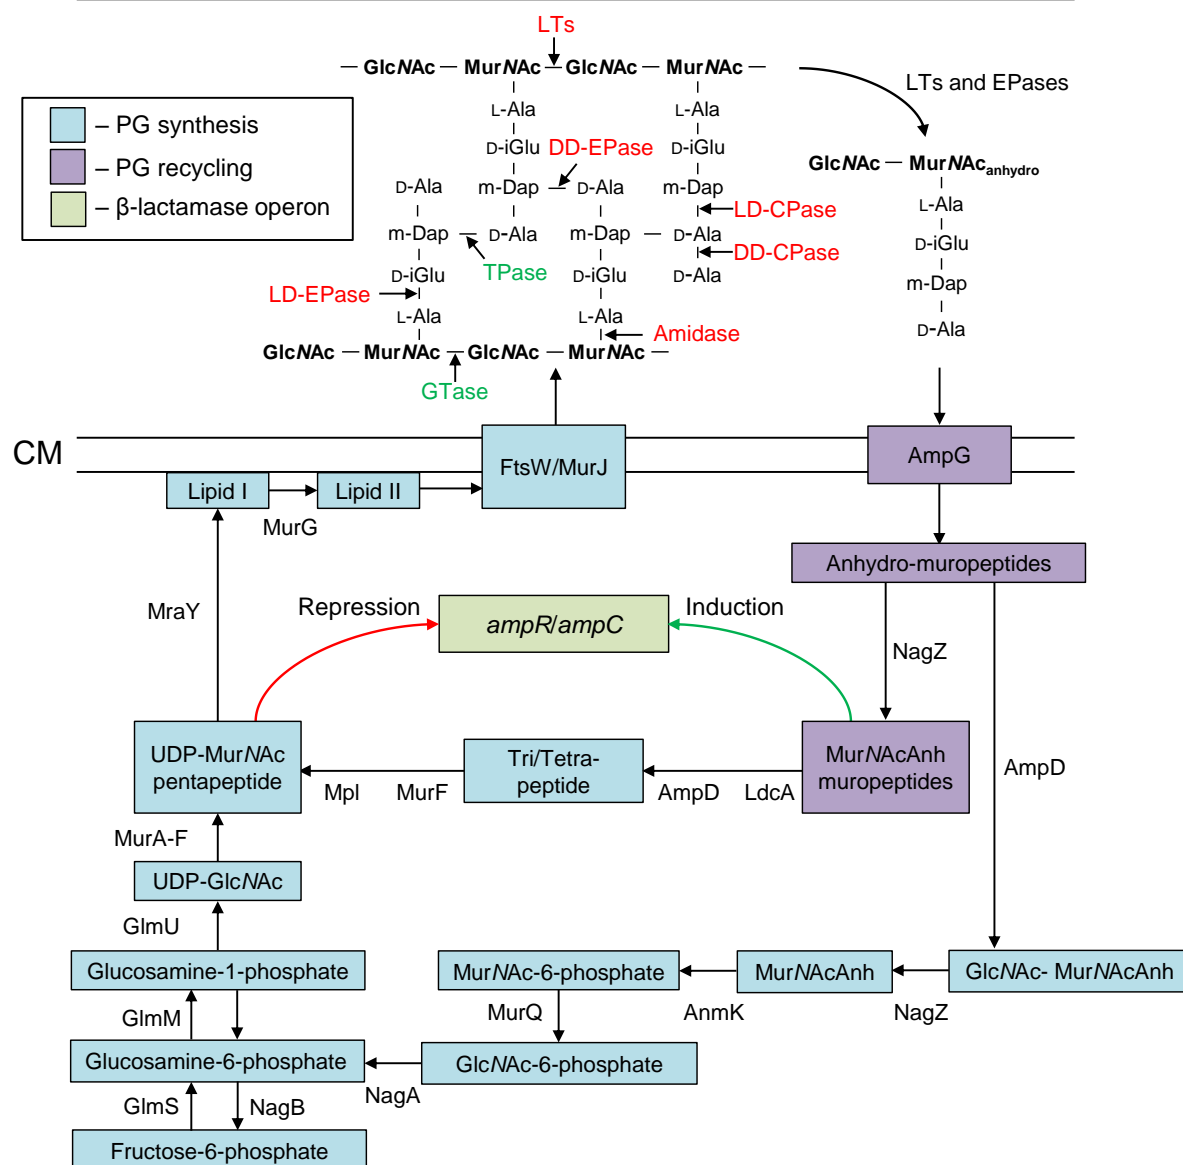 LTs
GlcNAc — MurNAc — GlcNAc — MurNAc —
LTs and EPases
– PG synthesis
– PG recycling
– β-lactamase operon
L-Ala
L-Ala
D-iGlu
DD-EPase
D-iGlu
GlcNAc — MurNAcanhydro
D-Ala
m-Dap
D-Ala
m-Dap
L-Ala
LD-CPase
m-Dap
D-Ala
m-Dap
D-Ala
D-iGlu
DD-CPase
D-iGlu
TPase
D-iGlu
D-Ala
m-Dap
LD-EPase
L-Ala
L-Ala
Amidase
D-Ala
GlcNAc — MurNAc — GlcNAc — MurNAc —
GTase
CM
FtsW/MurJ
AmpG
Lipid I
Lipid II
MurG
Anhydro-muropeptides
MraY
Repression
ampR/ampC
Induction
NagZ
UDP-MurNAc
pentapeptide
Tri/Tetra-
peptide
MurNAcAnh
muropeptides
AmpD
Mpl
MurF
AmpD
LdcA
MurA-F
UDP-GlcNAc
GlmU
Glucosamine-1-phosphate
MurNAc-6-phosphate
MurNAcAnh
GlcNAc- MurNAcAnh
GlmM
MurQ
AnmK
NagZ
Glucosamine-6-phosphate
GlcNAc-6-phosphate
GlmS
NagB
NagA
Fructose-6-phosphate